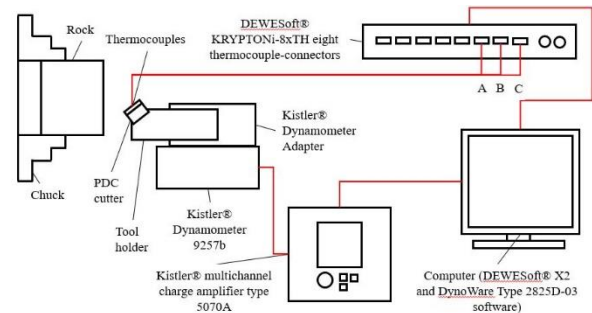 Rock
Thermocouples
DEWESoft®
KRYPTONi-8xTH eight
thermocouple-connectors
A B C
Kistler®
Dynamometer
Adapter
Chuck
PDC
cutter
Tool
holder
Kistler®
Dynamometer
9257b
Kistler® multichannel
charge amplifier type
5070A
Computer (DEWESoft® X2
and DynoWare Type 2825D-03
software)